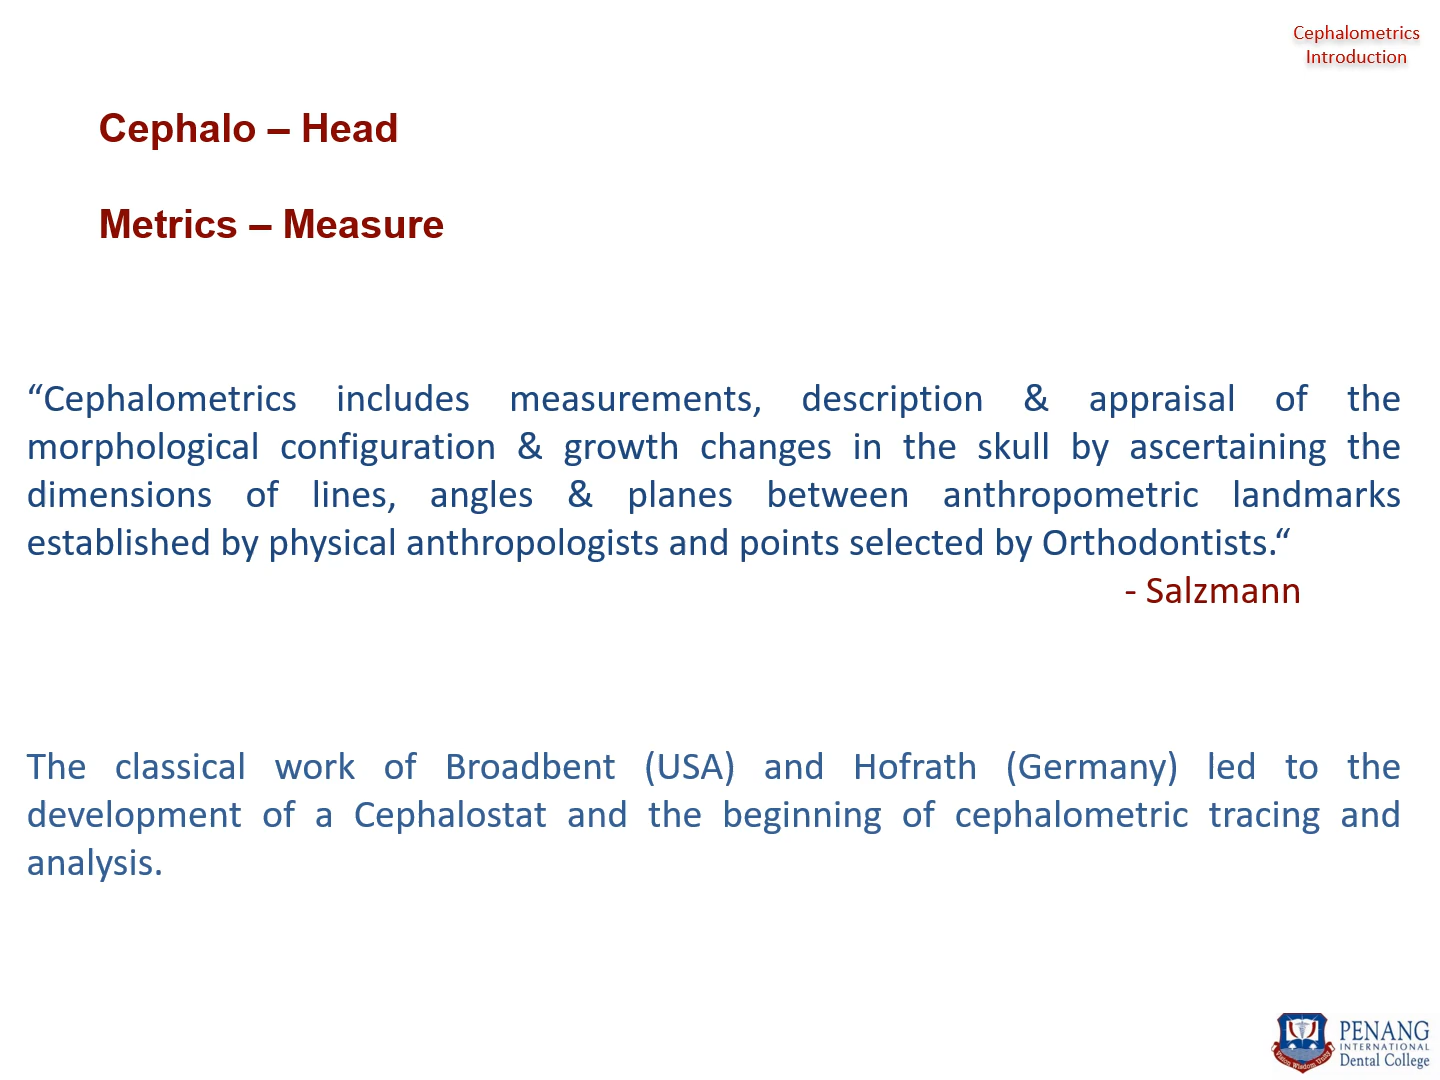 Cephalometrics
Introduction
Cephalo – Head
Metrics – Measure
“Cephalometrics includes measurements, description & appraisal of the
morphological configuration & growth changes in the skull by ascertaining the
dimensions of lines, angles & planes between anthropometric landmarks
established by physical anthropologists and points selected by Orthodontists.“
- Salzmann
The classical work of Broadbent (USA) and Hofrath (Germany) led to the
development of a Cephalostat and the beginning of cephalometric tracing and
analysis.
PENANG
INTERNATIONAL
Dental College
Vision Wisdom Unity